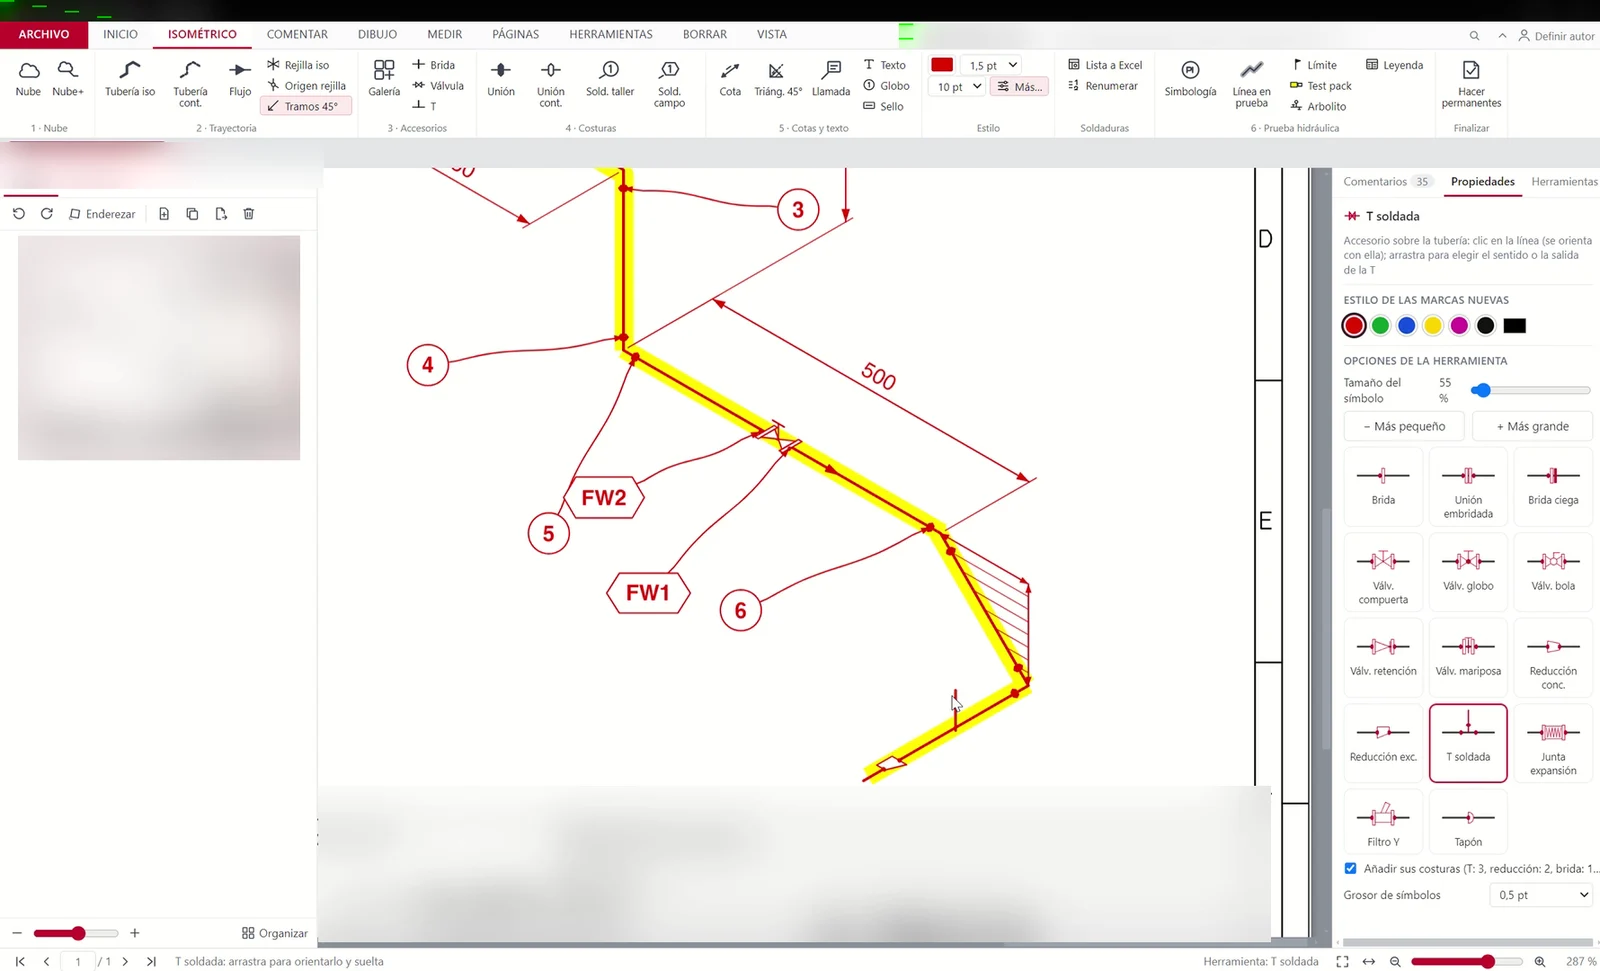 ARCHIVO INICIO ISOMÉTRICO COMENTAR DIBUJO MEDIR PÁGINAS HERRAMIENTAS BORRAR VISTA Definir autor
Nube Nube+ 1 · Nube
Tubería iso Tubería cont. Flujo Rejilla iso Origen rejilla Tramos 45° 2 · Trayectoria
Galería Brida Válvula T 3 · Accesorios
Unión Unión cont. Sold. taller Sold. campo 4 · Costuras
Cota Triáng. 45° Llamada Texto Globo Sello 5 · Cotas y texto
1,5 pt 10 pt Más... Estilo
Lista a Excel Renumerar Soldaduras
Simbología Línea en prueba Límite Test pack Arbolito Leyenda 6 · Prueba hidráulica
Hacer permanentes Finalizar
Enderezar
3
4
500
FW2
5
FW1
6
D
E
Comentarios 35 Propiedades Herramientas
T soldada
Accesorio sobre la tubería: clic en la línea (se orienta
con ella); arrastra para elegir el sentido o la salida
de la T
ESTILO DE LAS MARCAS NUEVAS
OPCIONES DE LA HERRAMIENTA
Tamaño del símbolo 55 %
− Más pequeño + Más grande
Brida Unión embridada Brida ciega
Válv. compuerta Válv. globo Válv. bola
Válv. retención Válv. mariposa Reducción conc.
Reducción exc. T soldada Junta expansión
Filtro Y Tapón
Añadir sus costuras (T: 3, reducción: 2, brida: 1...
Grosor de símbolos 0,5 pt
− + Organizar
1 / 1 T soldada: arrastra para orientarlo y suelta Herramienta: T soldada 287 %